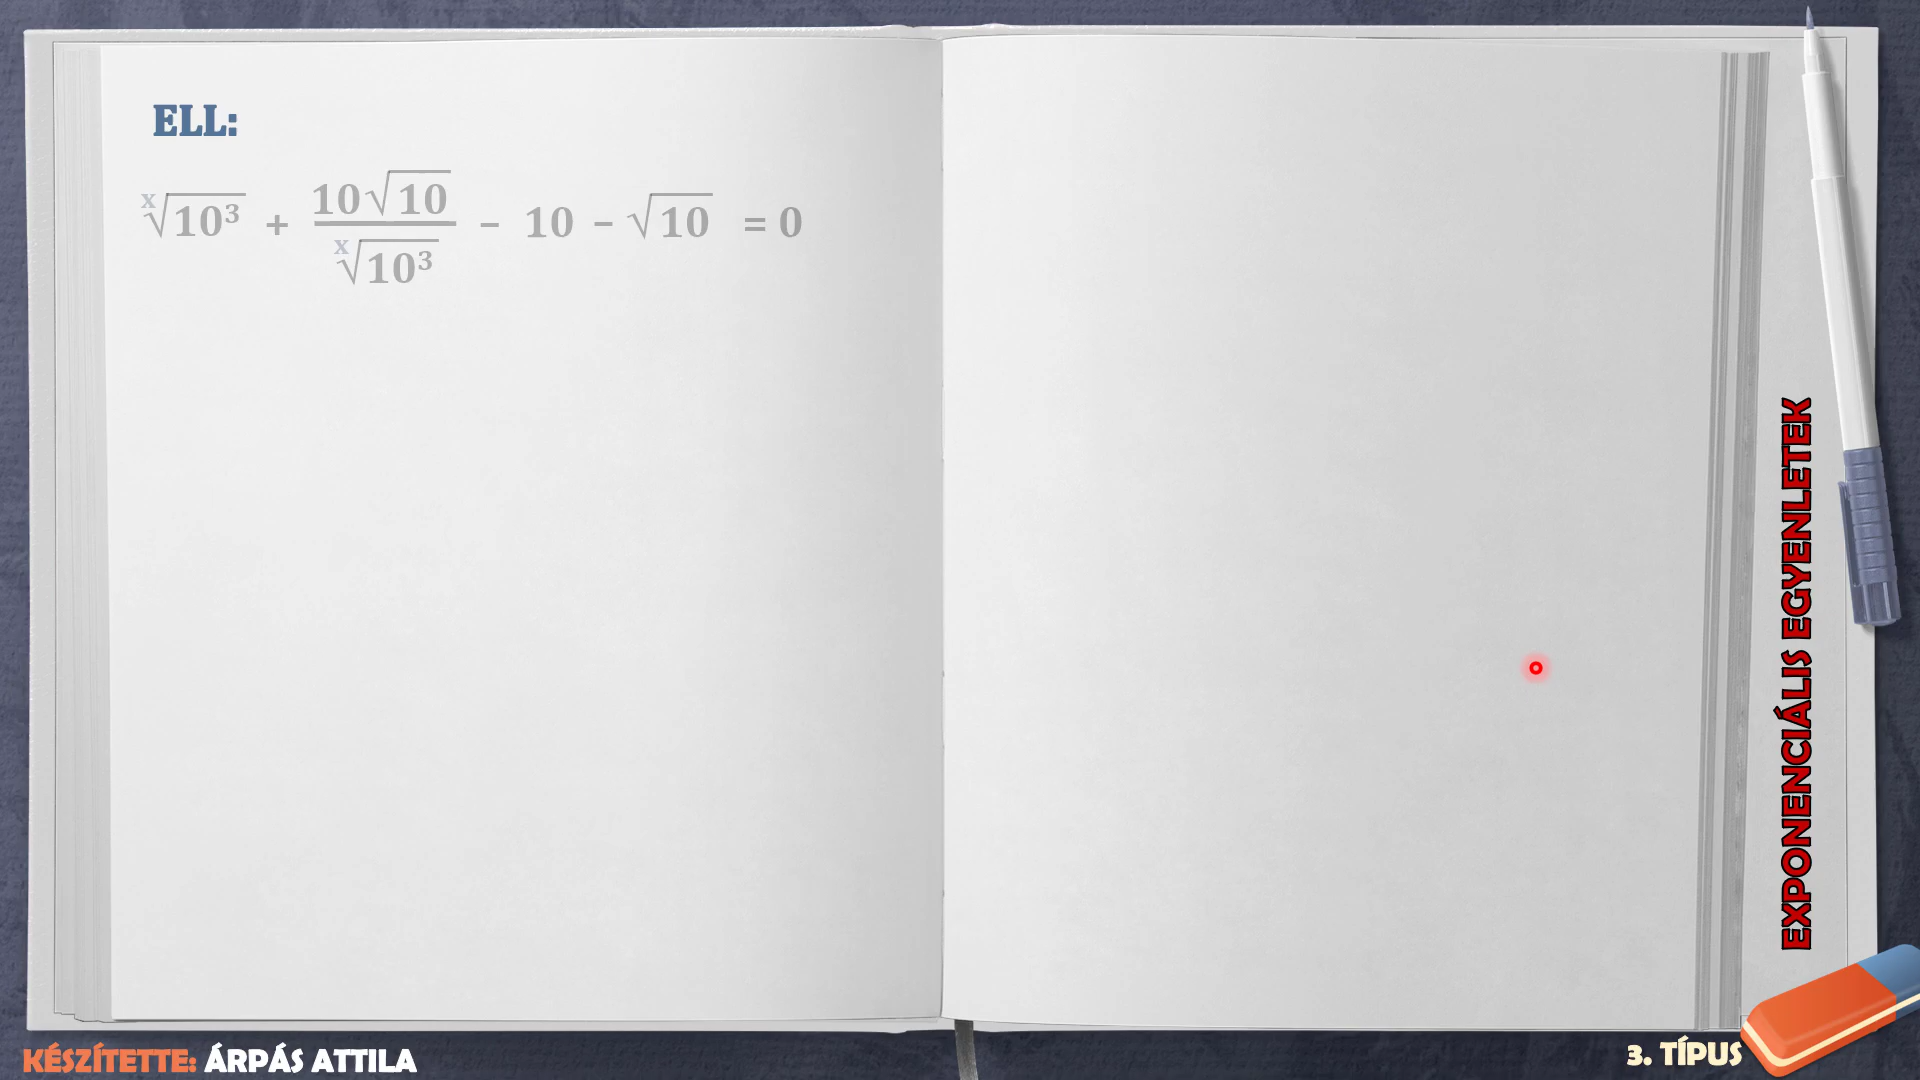 ELL:
ˣ√10³ + 10√10 / ˣ√10³ − 10 − √10 = 0
EXPONENCIÁLIS EGYENLETEK
KÉSZÍTETTE: ÁRPÁS ATTILA
3. TÍPUS